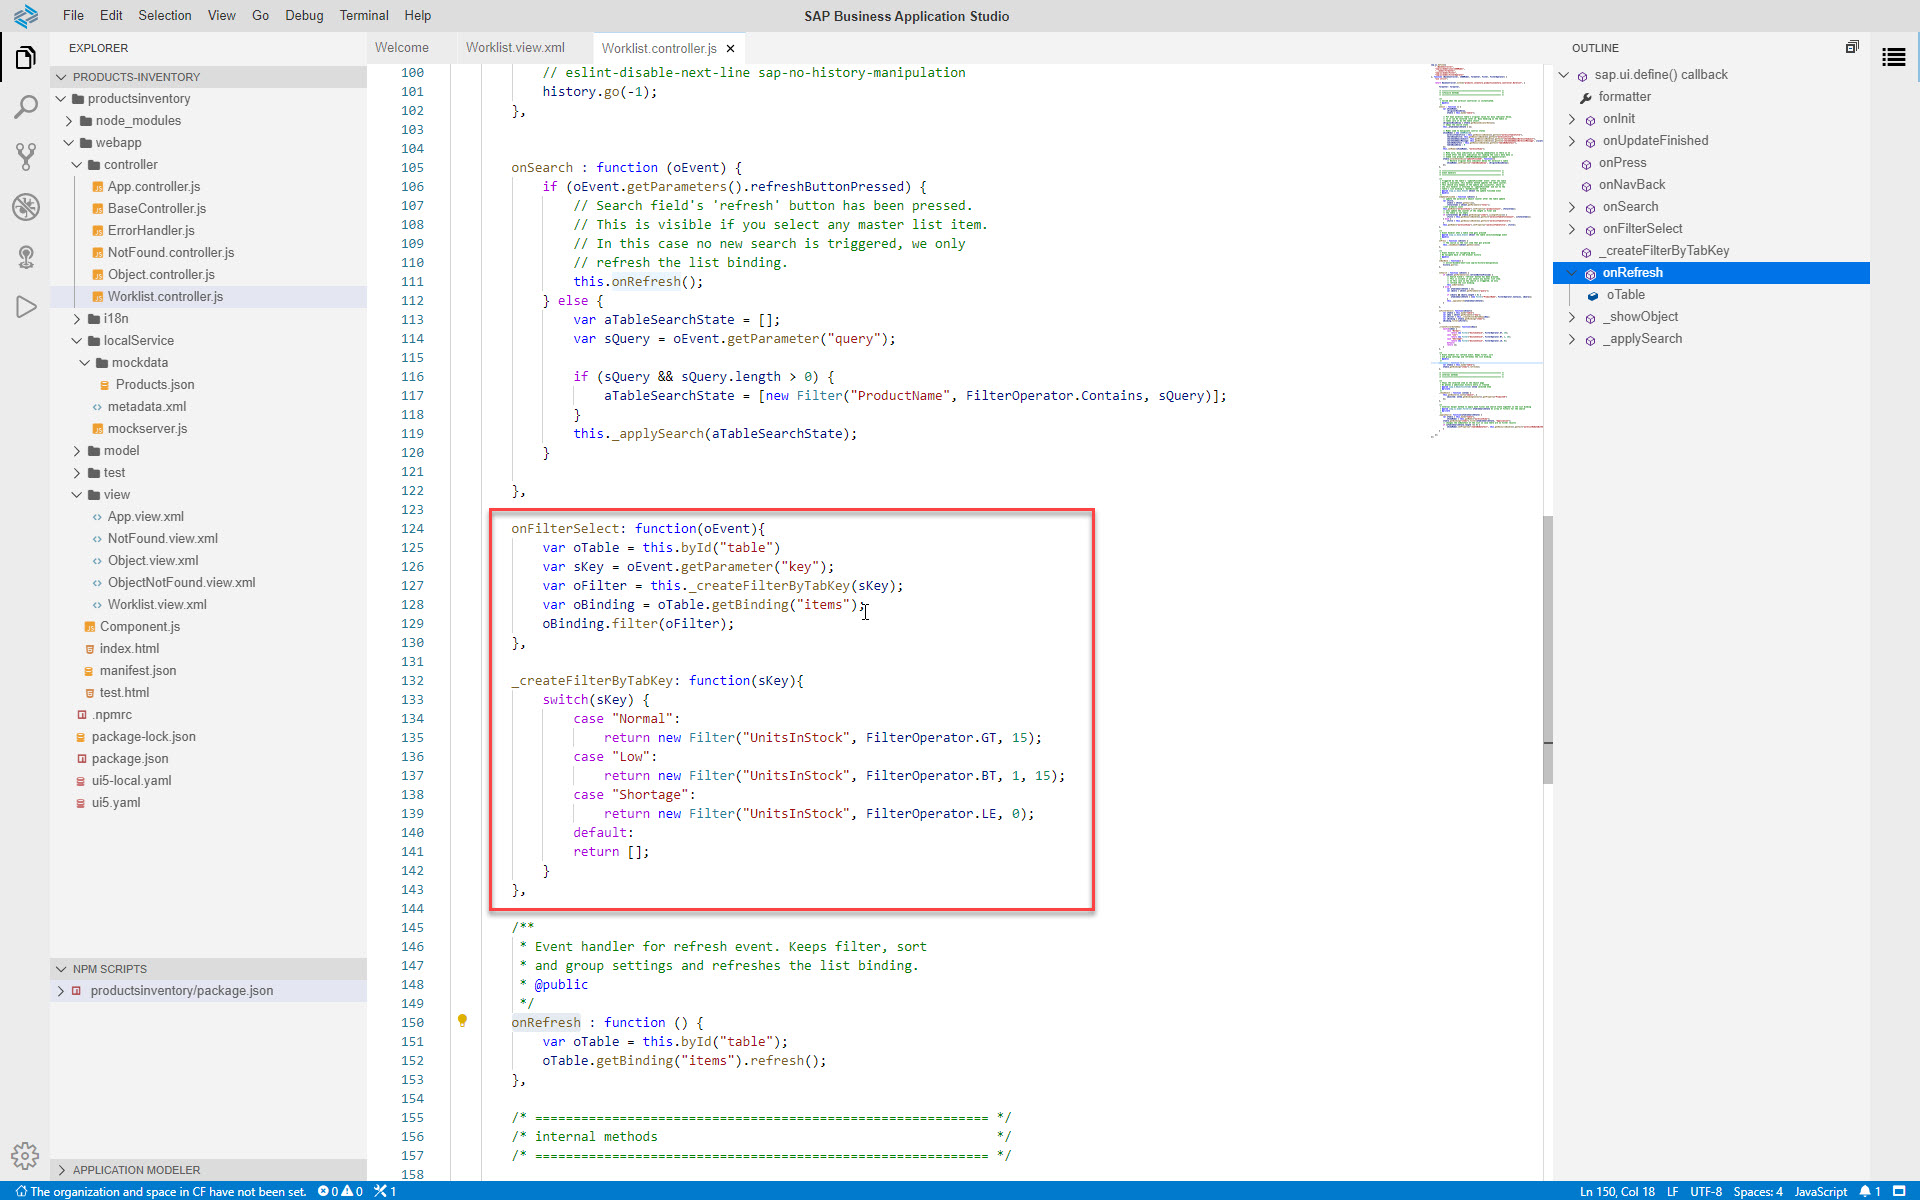 File Edit Selection View Go Debug Terminal Help
SAP Business Application Studio
EXPLORER
PRODUCTS-INVENTORY
productsinventory
node_modules
webapp
controller
App.controller.js
BaseController.js
ErrorHandler.js
NotFound.controller.js
Object.controller.js
Worklist.controller.js
i18n
localService
mockdata
Products.json
metadata.xml
mockserver.js
model
test
view
App.view.xml
NotFound.view.xml
Object.view.xml
ObjectNotFound.view.xml
Worklist.view.xml
Component.js
index.html
manifest.json
test.html
.npmrc
package-lock.json
package.json
ui5-local.yaml
ui5.yaml
NPM SCRIPTS
productsinventory/package.json
APPLICATION MODELER
Welcome Worklist.view.xml Worklist.controller.js
100 // eslint-disable-next-line sap-no-history-manipulation
101 history.go(-1);
102 },
103
104
105 onSearch : function (oEvent) {
106 if (oEvent.getParameters().refreshButtonPressed) {
107 // Search field's 'refresh' button has been pressed.
108 // This is visible if you select any master list item.
109 // In this case no new search is triggered, we only
110 // refresh the list binding.
111 this.onRefresh();
112 } else {
113 var aTableSearchState = [];
114 var sQuery = oEvent.getParameter("query");
115
116 if (sQuery && sQuery.length > 0) {
117 aTableSearchState = [new Filter("ProductName", FilterOperator.Contains, sQuery)];
118 }
119 this._applySearch(aTableSearchState);
120 }
121
122 },
123
124 onFilterSelect: function(oEvent){
125 var oTable = this.byId("table")
126 var sKey = oEvent.getParameter("key");
127 var oFilter = this._createFilterByTabKey(sKey);
128 var oBinding = oTable.getBinding("items");
129 oBinding.filter(oFilter);
130 },
131
132 _createFilterByTabKey: function(sKey){
133 switch(sKey) {
134 case "Normal":
135 return new Filter("UnitsInStock", FilterOperator.GT, 15);
136 case "Low":
137 return new Filter("UnitsInStock", FilterOperator.BT, 1, 15);
138 case "Shortage":
139 return new Filter("UnitsInStock", FilterOperator.LE, 0);
140 default:
141 return [];
142 }
143 },
144
145 /**
146 * Event handler for refresh event. Keeps filter, sort
147 * and group settings and refreshes the list binding.
148 * @public
149 */
150 onRefresh : function () {
151 var oTable = this.byId("table");
152 oTable.getBinding("items").refresh();
153 },
154
155 /* =========================================================== */
156 /* internal methods */
157 /* =========================================================== */
158
OUTLINE
sap.ui.define() callback
formatter
onInit
onUpdateFinished
onPress
onNavBack
onSearch
onFilterSelect
_createFilterByTabKey
onRefresh
oTable
_showObject
_applySearch
The organization and space in CF have not been set. 0 0 1
Ln 150, Col 18 LF UTF-8 Spaces: 4 JavaScript 1